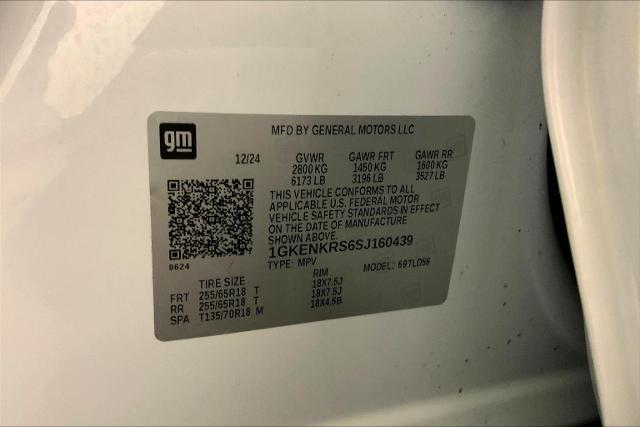 gm
MFD BY GENERAL MOTORS LLC
12/24 GVWR GAWR FRT GAWR RR
2800 KG 1450 KG 1600 KG
6173 LB 3196 LB 3527 LB
THIS VEHICLE CONFORMS TO ALL
APPLICABLE U.S. FEDERAL MOTOR
VEHICLE SAFETY STANDARDS IN EFFECT
ON THE DATE OF MANUFACTURE
SHOWN ABOVE.
1GKENKRS6SJ160439
8624
TYPE: MPV MODEL: 69TLD56
TIRE SIZE RIM
FRT 255/65R18 T 18X7.5J
RR 255/65R18 T 18X7.5J
SPA T135/70R18 M 18X4.5B